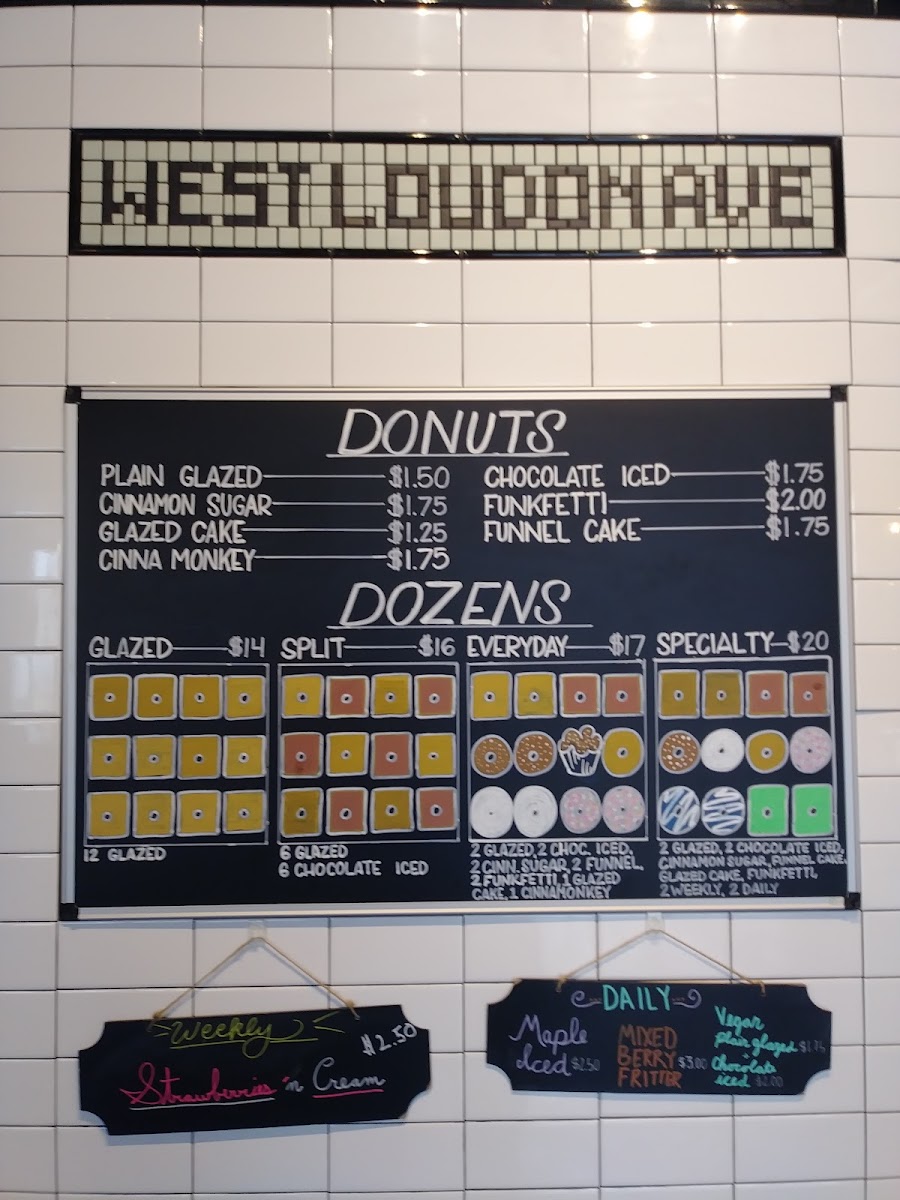 WEST LOUDON AVE
DONUTS
PLAIN GLAZED $1.50
CINNAMON SUGAR $1.75
GLAZED CAKE $1.25
CINNA MONKEY $1.75
CHOCOLATE ICED $1.75
FUNKFETTI $2.00
FUNNEL CAKE $1.75
DOZENS
GLAZED $14
12 GLAZED
SPLIT $16
6 GLAZED
6 CHOCOLATE ICED
EVERYDAY $17
2 GLAZED, 2 CHOC. ICED,
2 CINN SUGAR, 2 FUNNEL,
2 FUNKFETTI, 1 GLAZED
CAKE, 1 CINNAMONKEY
SPECIALTY $20
2 GLAZED, 2 CHOCOLATE ICED,
CINNAMON SUGAR, FUNNEL CAKE,
GLAZED CAKE, FUNKFETTI,
2 WEEKLY, 2 DAILY
Weekly
$2.50
Strawberries 'n Cream
DAILY
Maple
Iced $2.50
MIXED
BERRY $3.00
FRITTER
Vegan
plain glazed $1.75
Chocolate
iced $2.00